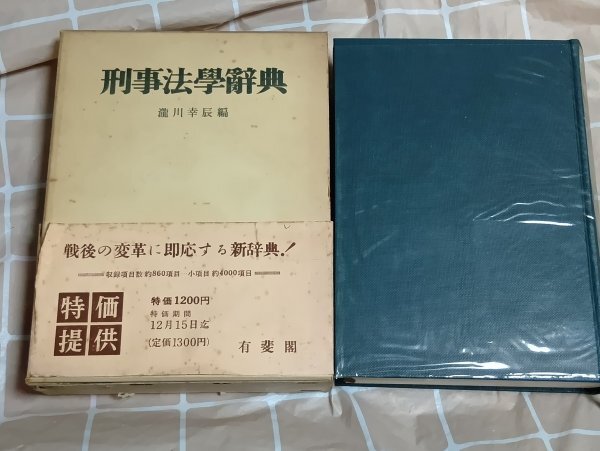 刑事法學辭典
瀧川幸辰編
戦後の変革に即応する新辞典!
収録項目数約860項目 小項目約4000項目
特価
提供
特価1200円
特価期間
12月15日迄
(定価1300円)
有斐閣